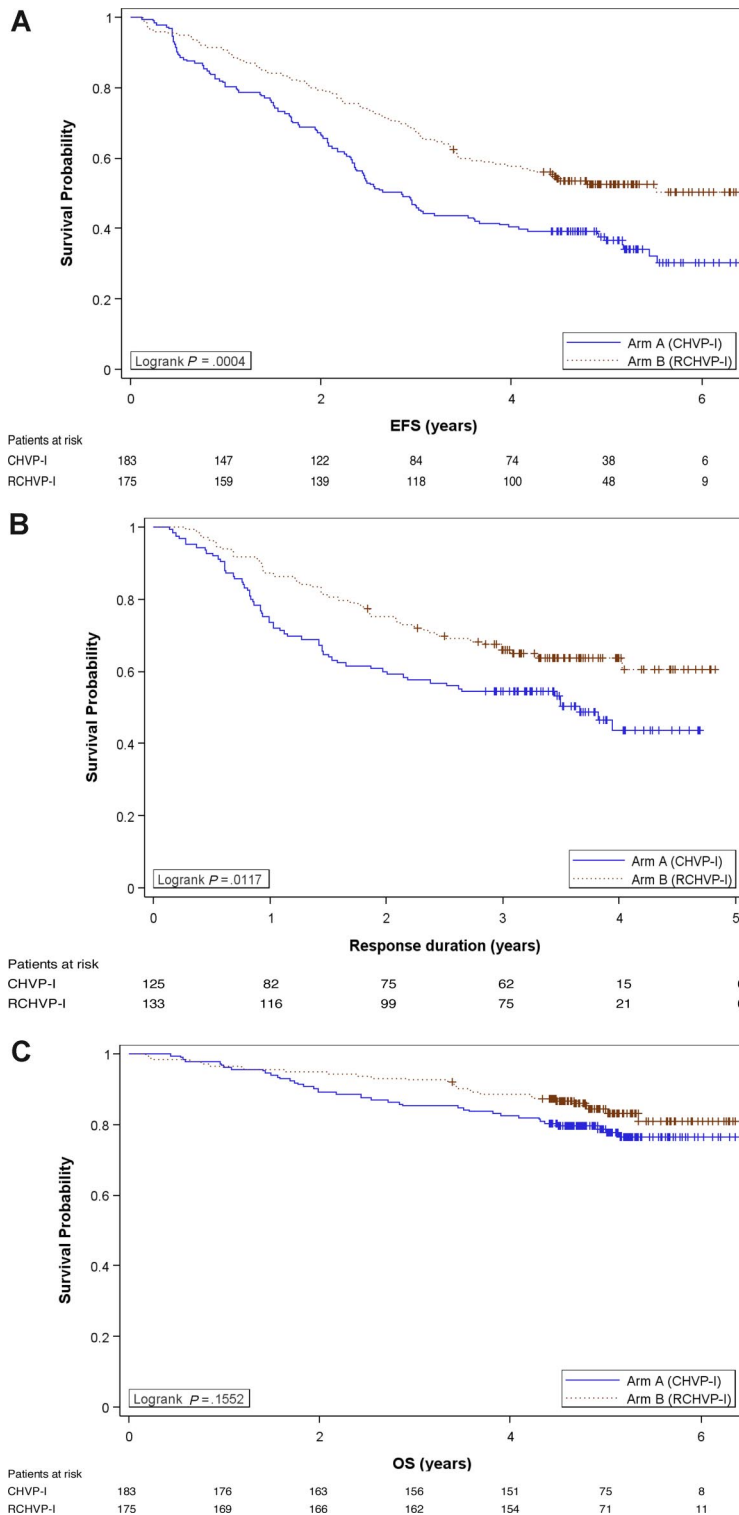 A
1
0.8
0.6
0.4
0.2
0
Survival Probability
Logrank P = .0004
Arm A (CHVP-I)
Arm B (RCHVP-I)
0 2 4 6
EFS (years)
Patients at risk
CHVP-I 183 147 122 84 74 38 6
RCHVP-I 175 159 139 118 100 48 9
B
1
0.8
0.6
0.4
0.2
0
Survival Probability
Logrank P = .0117
Arm A (CHVP-I)
Arm B (RCHVP-I)
0 1 2 3 4 5
Response duration (years)
Patients at risk
CHVP-I 125 82 75 62 15
RCHVP-I 133 116 99 75 21
C
1
0.8
0.6
0.4
0.2
0
Survival Probability
Logrank P = .1552
Arm A (CHVP-I)
Arm B (RCHVP-I)
0 2 4 6
OS (years)
Patients at risk
CHVP-I 183 176 163 156 151 75 8
RCHVP-I 175 169 166 162 154 71 11